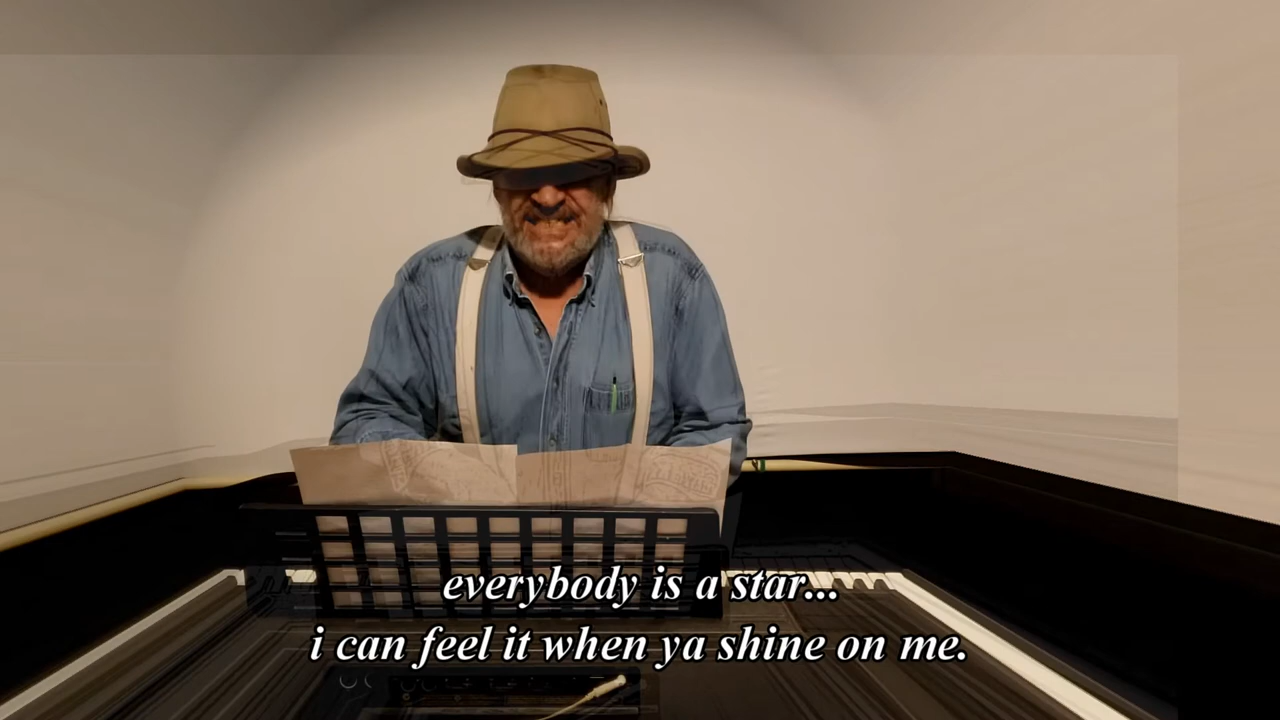 everybody is a star...
i can feel it when ya shine on me.